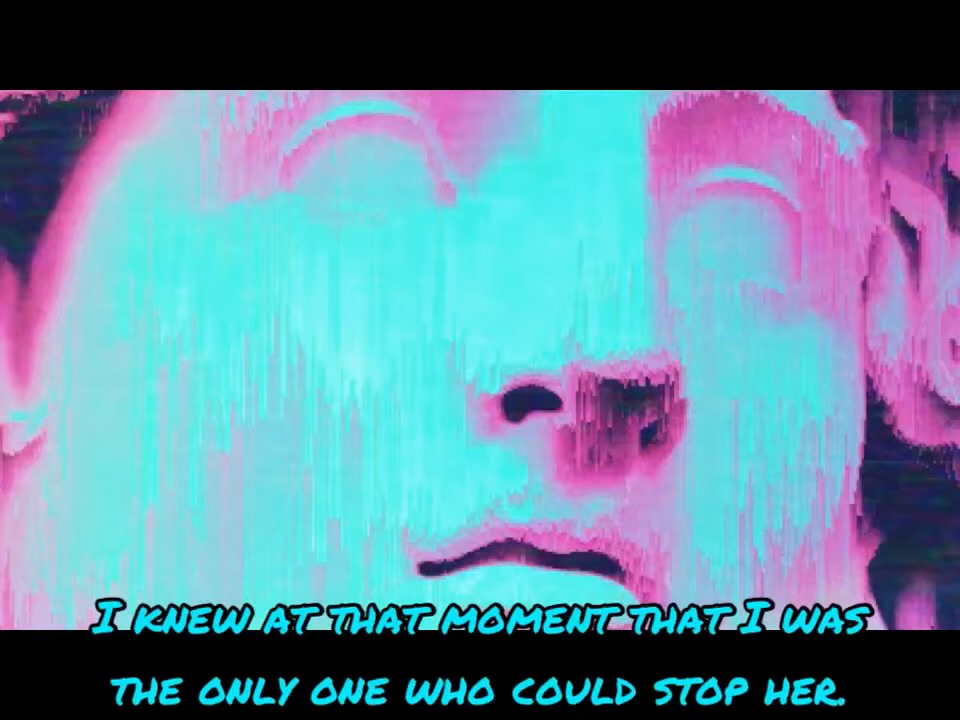 I KNEW AT THAT MOMENT THAT I WAS
THE ONLY ONE WHO COULD STOP HER.